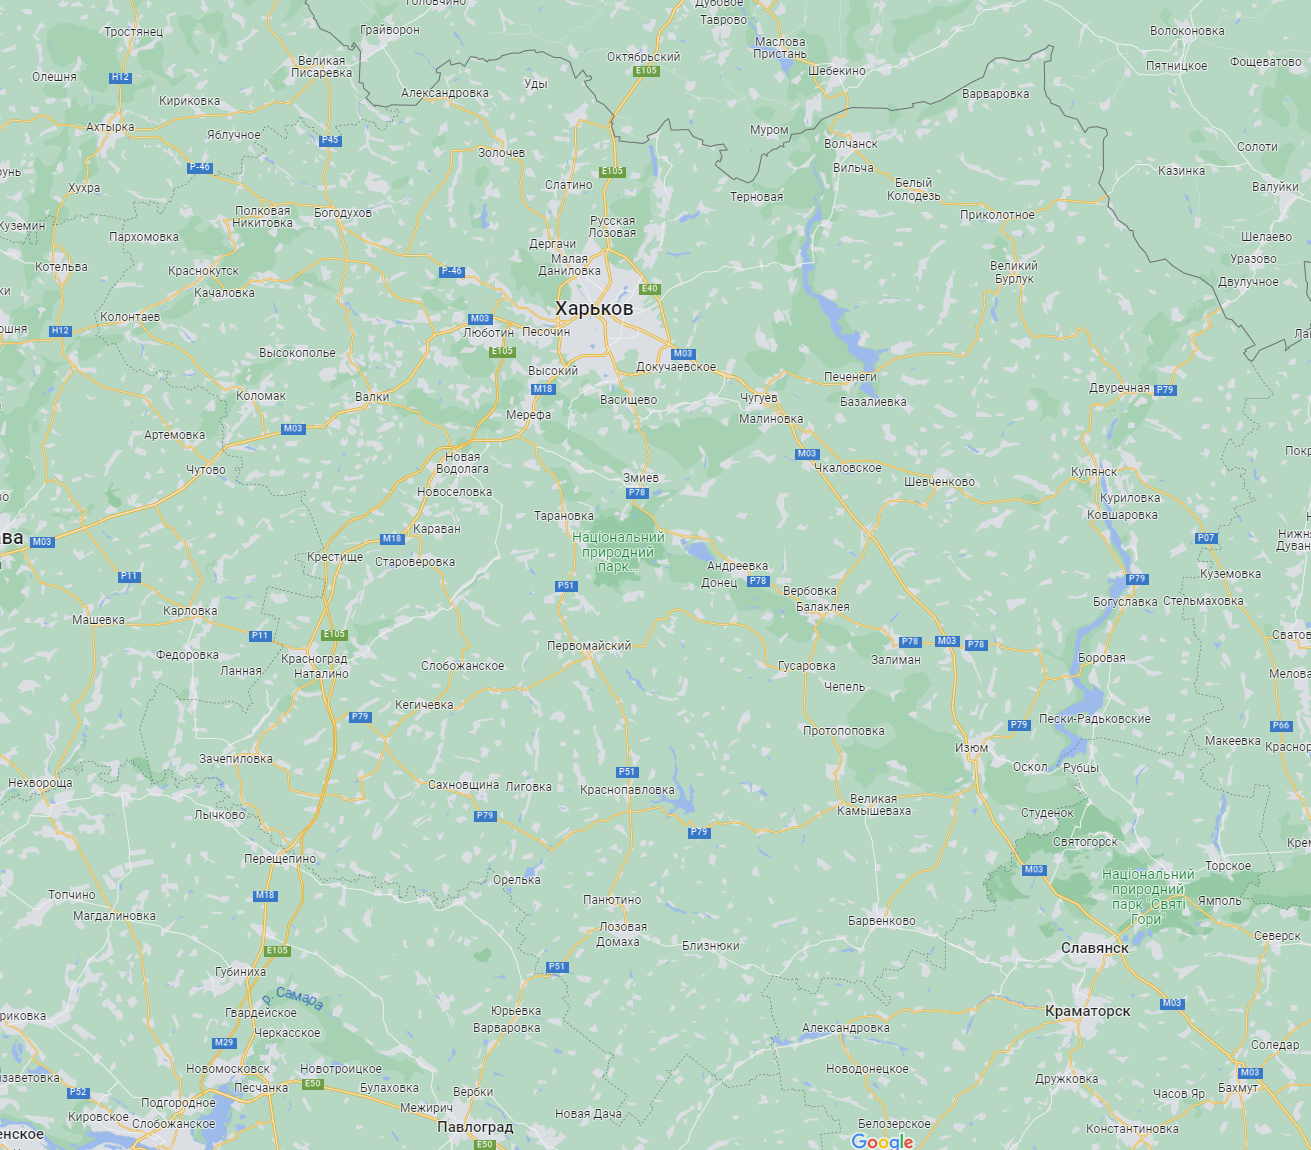 Головчино
Дубовое
Таврово
Тростянец
Грайворон
Волоконовка
Маслова
Пристань
Октябрьский
E105
Великая
Писаревка
Шебекино
Пятницкое
Фощеватово
Олешня
H12
Уды
Александровка
Варваровка
Кириковка
Ахтырка
Яблучное
P45
Муром
Волчанск
Золочев
Солоти
P-46
E105
Вильча
Казинка
Хухра
Слатино
Белый
Колодезь
Валуйки
Терновая
Полковая
Никитовка
Богодухов
Приколотное
Русская
Лозовая
Куземин
Пархомовка
Дергачи
Шелаево
Малая
Даниловка
Уразово
Котельва
Краснокутск
P-46
Великий
Бурлук
Двулучное
Качаловка
E40
Харьков
Колонтаев
M03
H12
Люботин
Песочин
Высокополье
E105
M03
Докучаевское
Высокий
Печенеги
M18
Двуречная
P79
Коломак
Валки
Васищево
Чугуев
Базалиевка
Мерефа
Малиновка
M03
Артемовка
M03
Новая
Водолага
Чутово
Чкаловское
Купянск
Змиев
Шевченково
P78
Новоселовка
Куриловка
Тарановка
Ковшаровка
Караван
Національний
природний
парк...
M03
M18
P07
Крестище
Староверовка
Андреевка
Куземовка
P11
P51
Донец
P78
P79
Вербовка
Балаклея
Богуславка
Стельмаховка
Карловка
Машевка
P11
E105
P78
M03
P78
Первомайский
Федоровка
Красноград
Ланная
Наталино
Слобожанское
Гусаровка
Залиман
Боровая
Чепель
Кегичевка
P79
Пески-Радьковские
P79
P66
Протопоповка
Макеевка
Изюм
Зачепиловка
Оскол
Рубцы
P51
Нехвороща
Сахновщина
Лиговка
Краснопавловка
Великая
Камышеваха
Лычково
P79
P79
Студенок
Святогорск
Перещепино
M03
Торское
Національний
природний
парк "Святі
Гори"
Орелька
Топчино
M18
Панютино
Ямполь
Магдалиновка
Барвенково
Лозовая
Домаха
Северск
Близнюки
Славянск
E105
P51
Губиниха
р. Самара
M03
Гвардейское
Юрьевка
Краматорск
Варваровка
Александровка
Черкасское
M29
Соледар
Новомосковск
Новотроицкое
Новодонецкое
M03
Дружковка
E50
Песчанка
Булаховка
Вербки
Часов Яр
Бахмут
P52
Подгородное
Межирич
Кировское
Слобожанское
Павлоград
Новая Дача
Белозерское
Константиновка
E50
Google